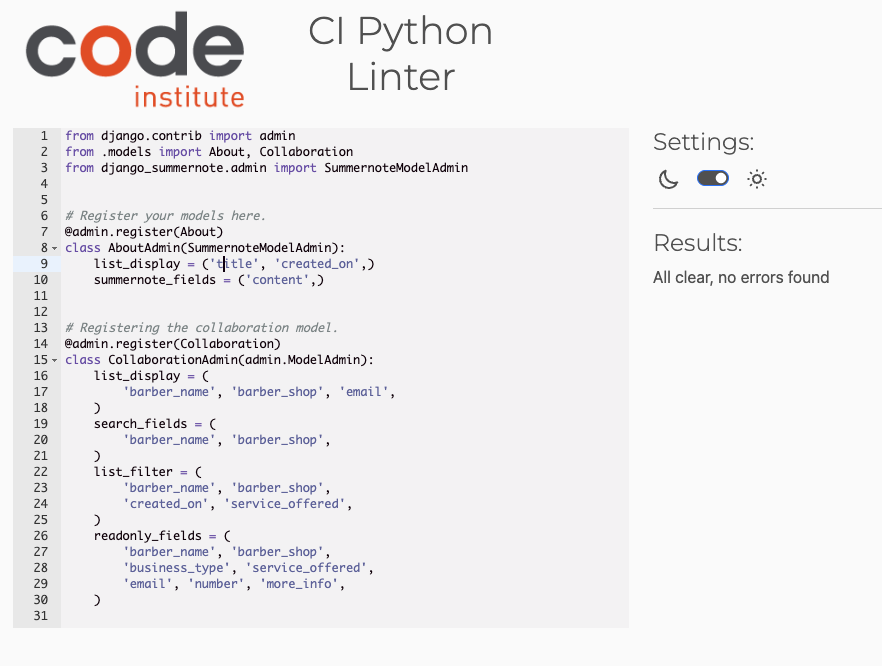 code
institute
CI Python
Linter
1 from django.contrib import admin
2 from .models import About, Collaboration
3 from django_summernote.admin import SummernoteModelAdmin
4
5
6 # Register your models here.
7 @admin.register(About)
8 class AboutAdmin(SummernoteModelAdmin):
9     list_display = ('title', 'created_on',)
10     summernote_fields = ('content',)
11
12
13 # Registering the collaboration model.
14 @admin.register(Collaboration)
15 class CollaborationAdmin(admin.ModelAdmin):
16     list_display = (
17         'barber_name', 'barber_shop', 'email',
18     )
19     search_fields = (
20         'barber_name', 'barber_shop',
21     )
22     list_filter = (
23         'barber_name', 'barber_shop',
24         'created_on', 'service_offered',
25     )
26     readonly_fields = (
27         'barber_name', 'barber_shop',
28         'business_type', 'service_offered',
29         'email', 'number', 'more_info',
30     )
31
Settings:
Results:
All clear, no errors found